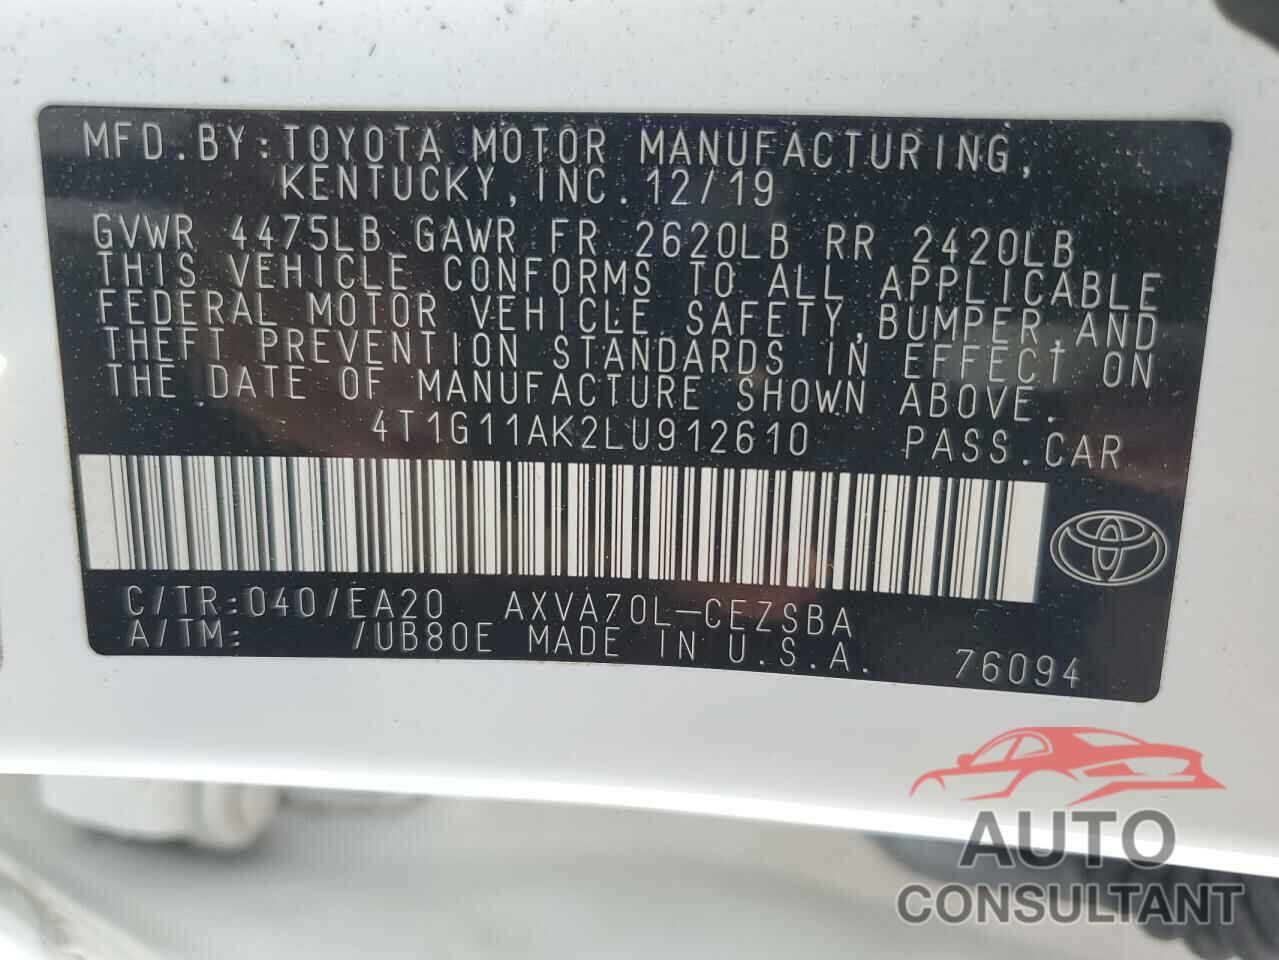 MFD.BY:TOYOTA MOTOR MANUFACTURING,
KENTUCKY, INC. 12/19
GVWR 4475LB GAWR FR 2620LB RR 2420LB
THIS VEHICLE CONFORMS TO ALL APPLICABLE
FEDERAL MOTOR VEHICLE SAFETY, BUMPER, AND
THEFT PREVENTION STANDARDS IN EFFECT ON
THE DATE OF MANUFACTURE SHOWN ABOVE.
4T1G11AK2LU912610 PASS.CAR
C/TR:040/EA20 AXVA70L-CEZSBA
A/TM: /UB80E MADE IN U.S.A. 76094
AUTO
CONSULTANT